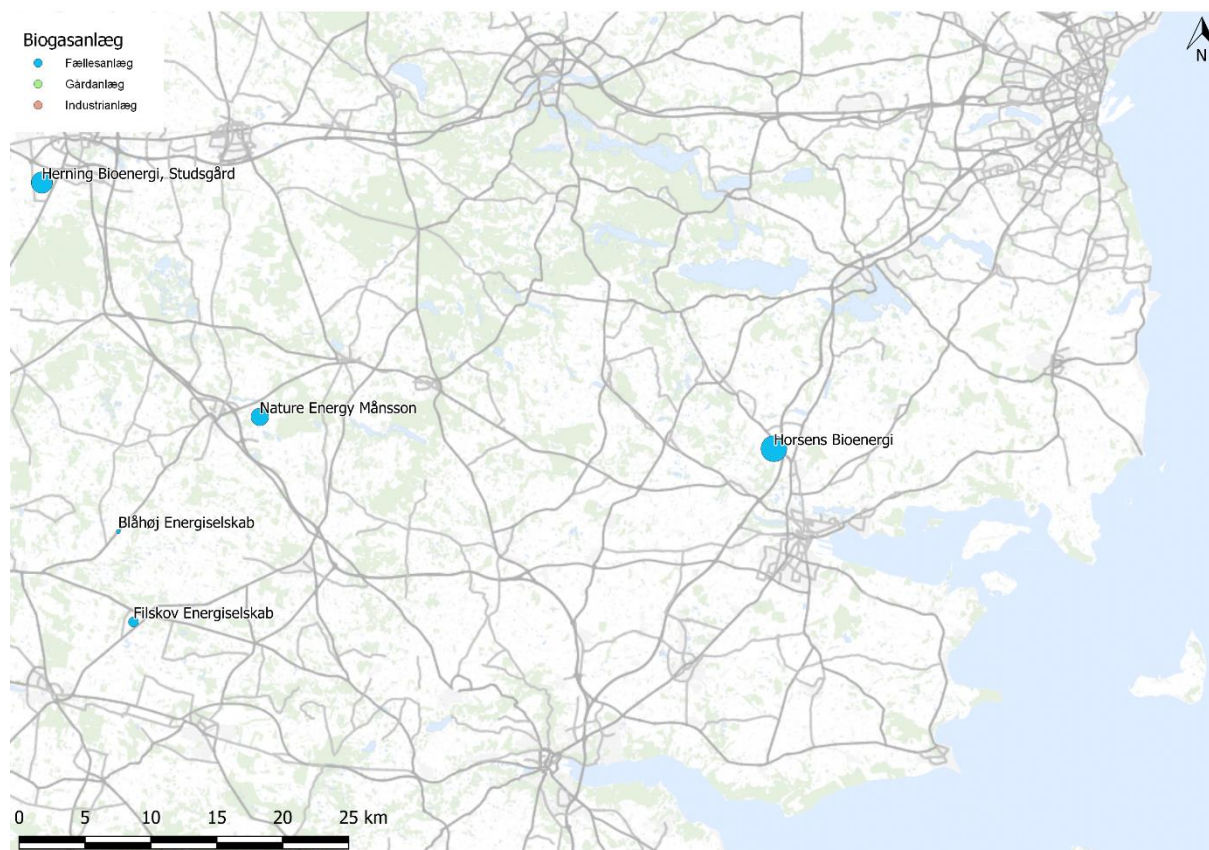 Biogasanlæg
Fællesanlæg
Gårdanlæg
Industrianlæg
N
Herning Bioenergi, Studsgård
Nature Energy Månsson
Horsens Bioenergi
Blåhøj Energiselskab
Filskov Energiselskab
0 5 10 15 20 25 km